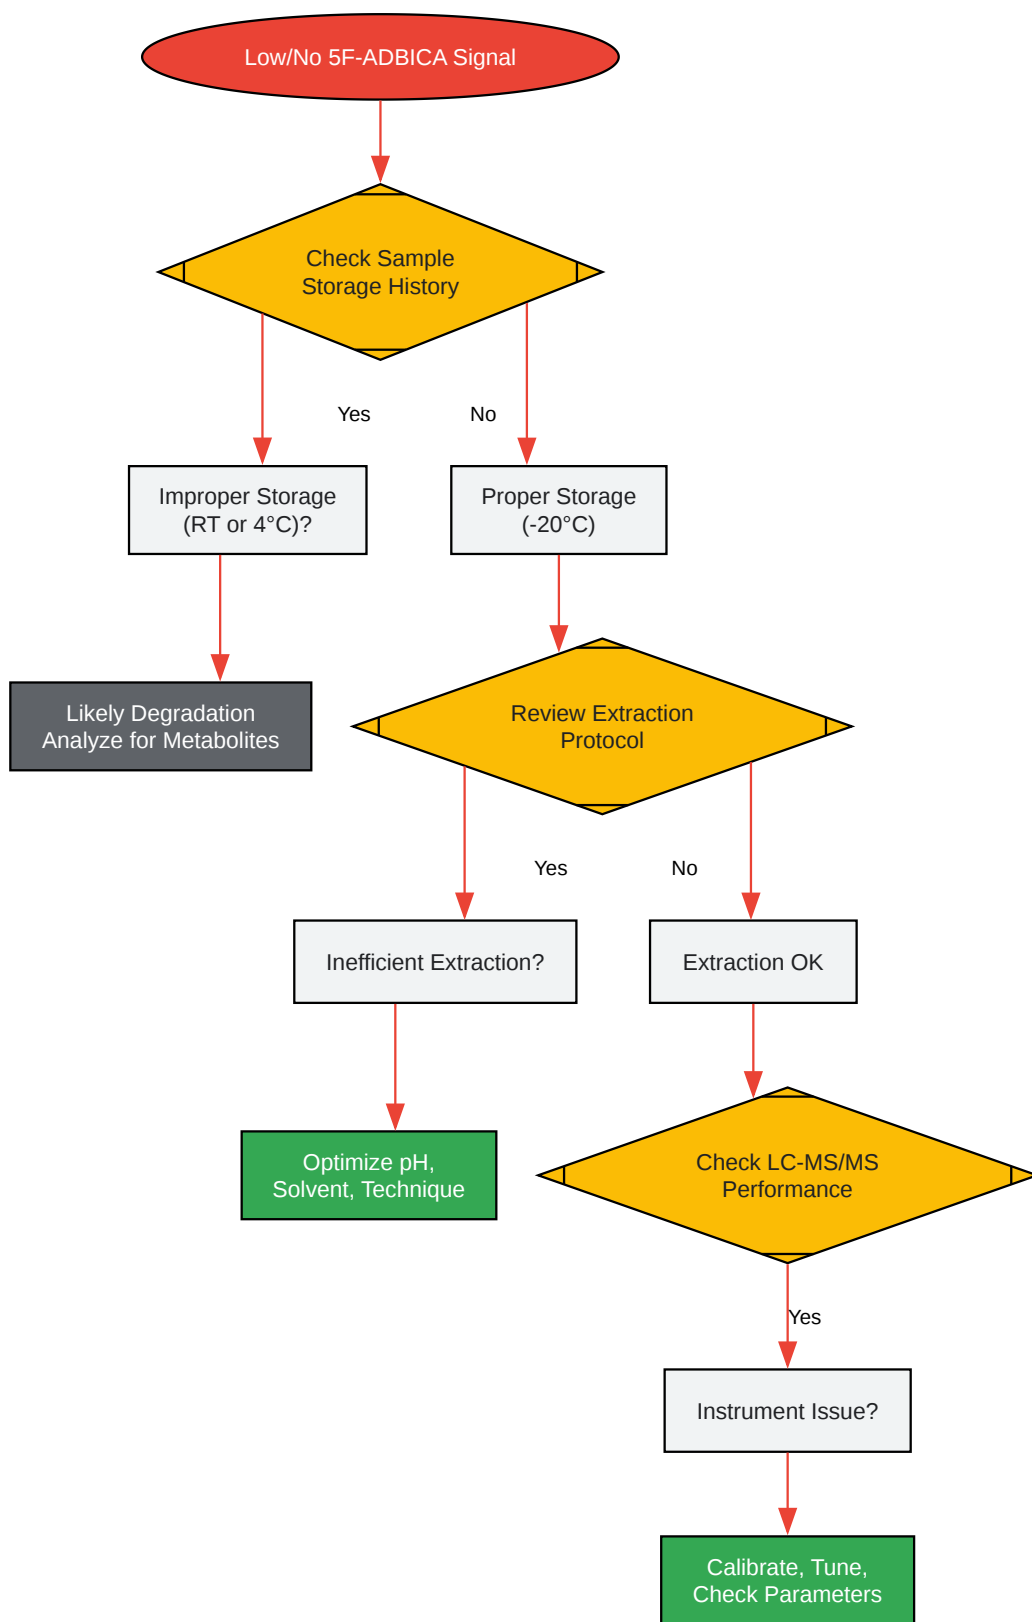 Low/No 5F-ADBICA Signal
Check Sample
Storage History
Yes
No
Improper Storage
(RT or 4°C)?
Proper Storage
(-20°C)
Likely Degradation
Analyze for Metabolites
Review Extraction
Protocol
Yes
No
Inefficient Extraction?
Extraction OK
Optimize pH,
Solvent, Technique
Check LC-MS/MS
Performance
Yes
Instrument Issue?
Calibrate, Tune,
Check Parameters